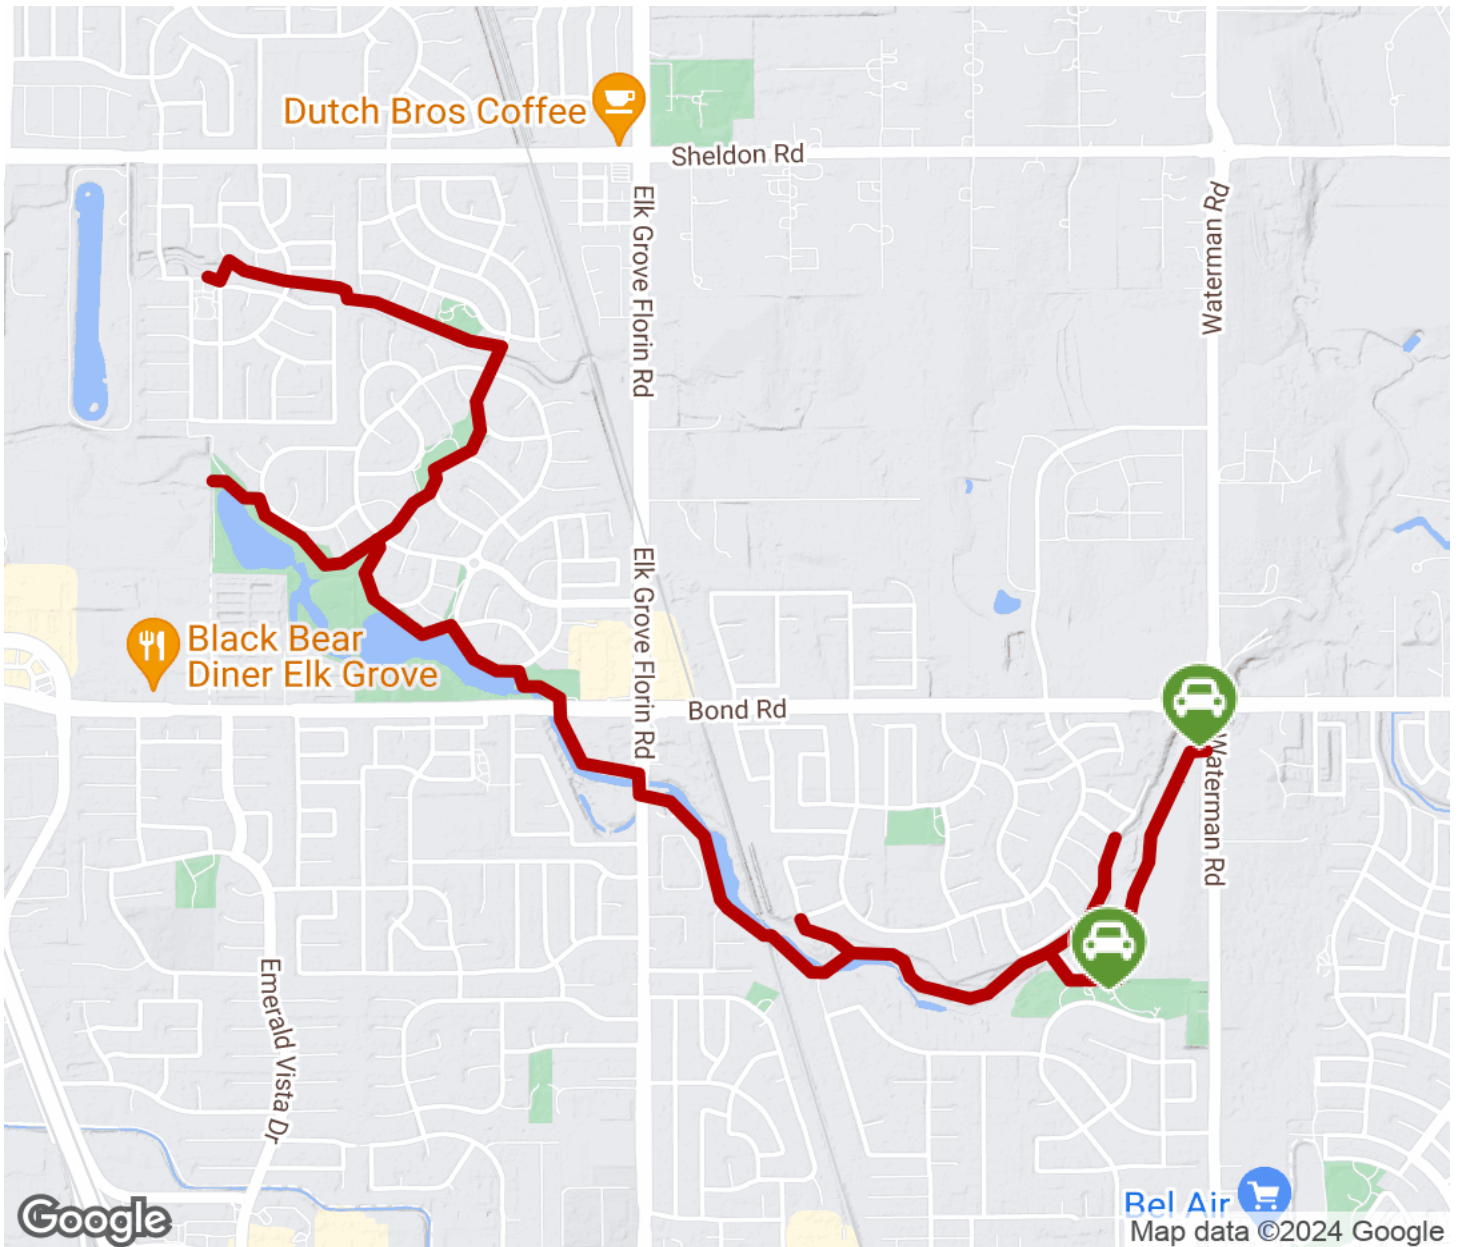 Dutch Bros Coffee
Sheldon Rd
Elk Grove Florin Rd
Waterman Rd
Elk Grove Florin Rd
Black Bear
Diner Elk Grove
Bond Rd
Waterman Rd
Emerald Vista Dr
Bel Air
Google
Map data ©2024 Google